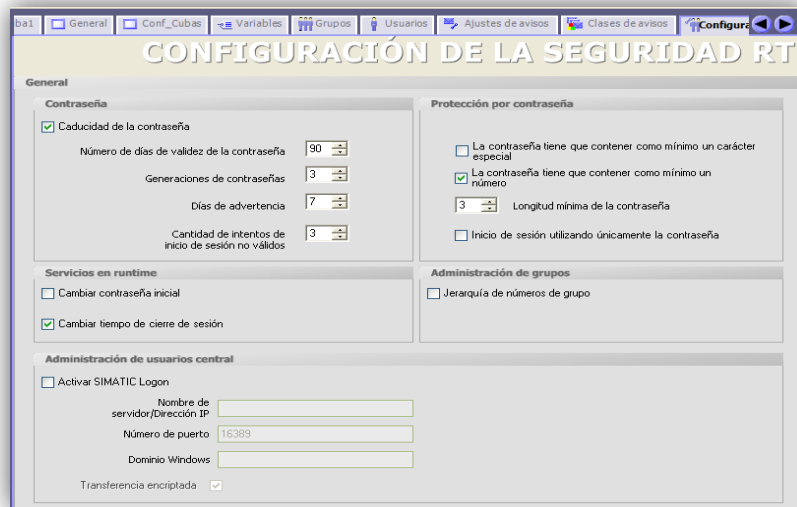 ba1 General Conf_Cubas Variables Grupos Usuarios Ajustes de avisos Clases de avisos Configura
CONFIGURACIÓN DE LA SEGURIDAD RT
General
Contraseña
Caducidad de la contraseña
Número de días de validez de la contraseña 90
Generaciones de contraseñas 3
Días de advertencia 7
Cantidad de intentos de
inicio de sesión no válidos 3
Protección por contraseña
La contraseña tiene que contener como mínimo un carácter
especial
La contraseña tiene que contener como mínimo un
número
3 Longitud mínima de la contraseña
Inicio de sesión utilizando únicamente la contraseña
Servicios en runtime
Cambiar contraseña inicial
Cambiar tiempo de cierre de sesión
Administración de grupos
Jerarquía de números de grupo
Administración de usuarios central
Activar SIMATIC Logon
Nombre de
servidor/Dirección IP
Número de puerto 16389
Dominio Windows
Transferencia encriptada